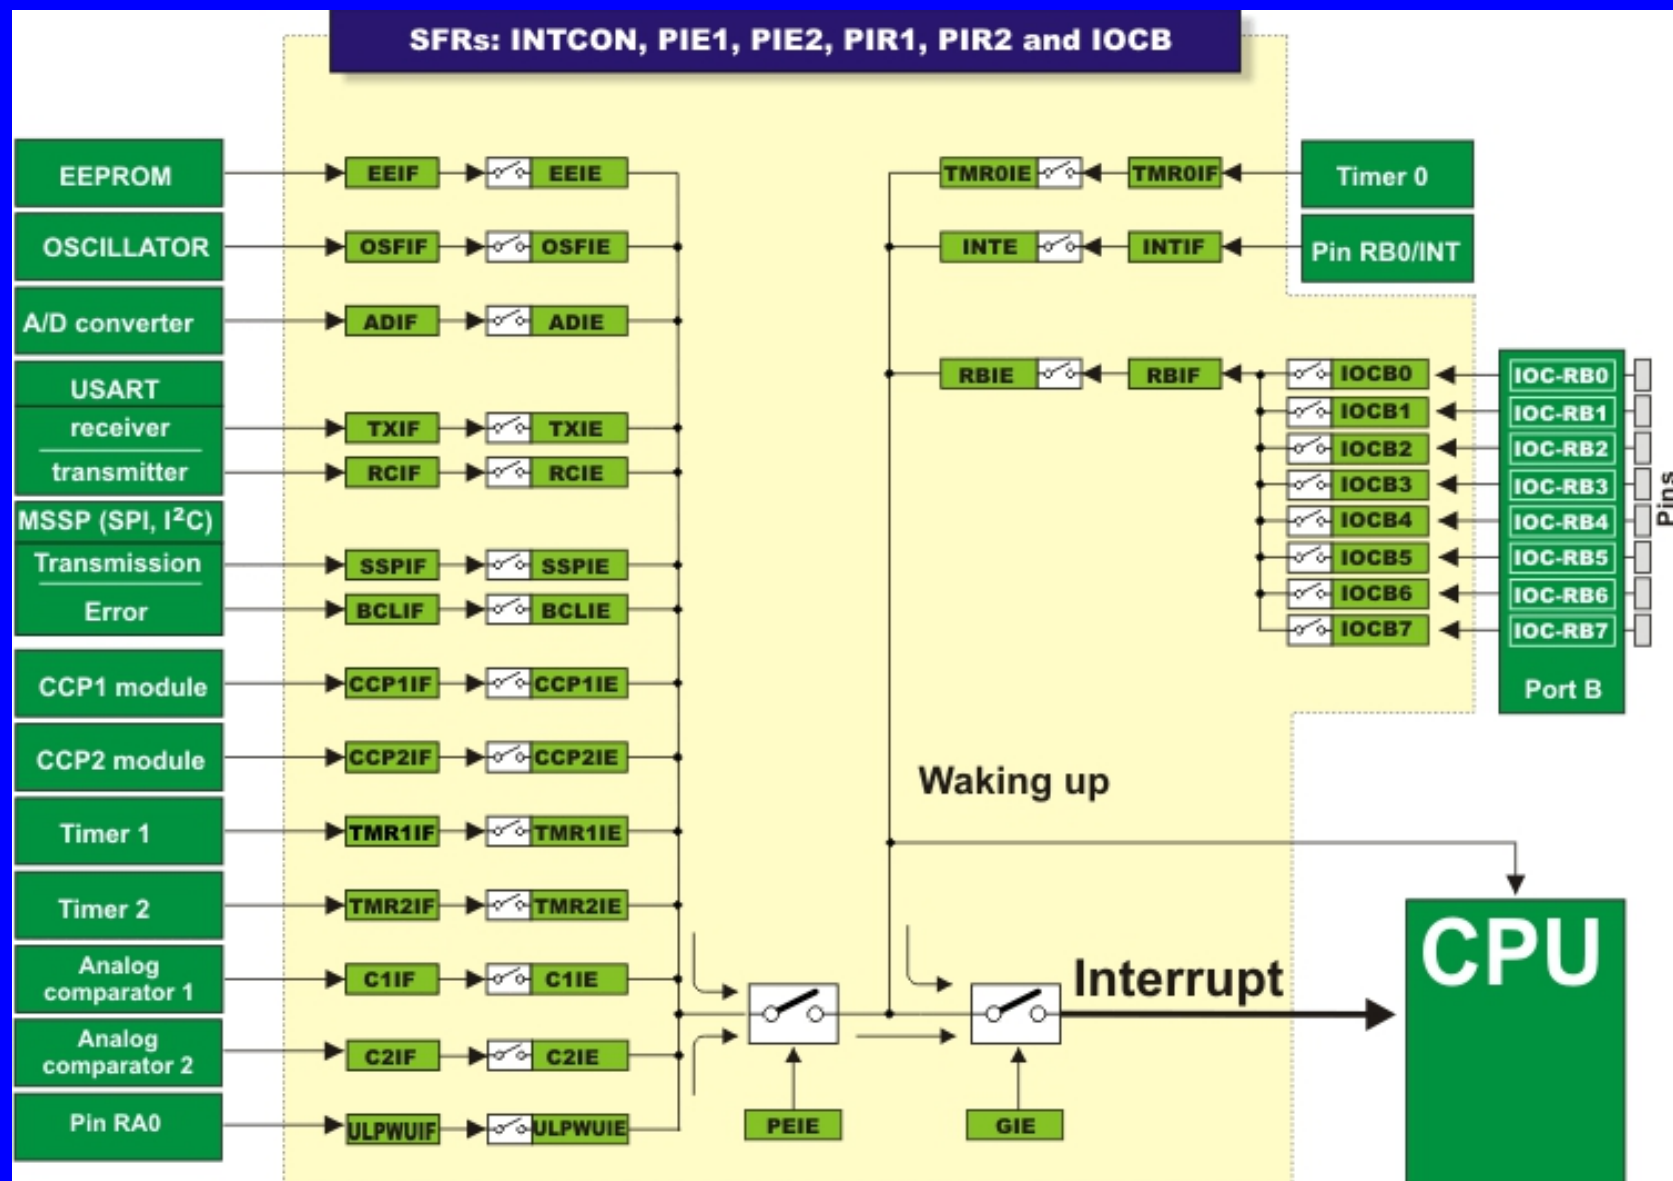 SFRs: INTCON, PIE1, PIE2, PIR1, PIR2 and IOCB
EEPROM
EEIF
EEIE
TMR0IE
TMR0IF
Timer 0
OSCILLATOR
OSFIF
OSFIE
INTE
INTIF
Pin RB0/INT
A/D converter
ADIF
ADIE
RBIE
RBIF
IOCB0
IOC-RB0
IOCB1
IOC-RB1
IOCB2
IOC-RB2
IOCB3
IOC-RB3
IOCB4
IOC-RB4
IOCB5
IOC-RB5
IOCB6
IOC-RB6
IOCB7
IOC-RB7
Port B
Pins
USART
receiver
TXIF
TXIE
transmitter
RCIF
RCIE
MSSP (SPI, I²C)
Transmission
SSPIF
SSPIE
Error
BCLIF
BCLIE
CCP1 module
CCP1IF
CCP1IE
CCP2 module
CCP2IF
CCP2IE
Waking up
Timer 1
TMR1IF
TMR1IE
Timer 2
TMR2IF
TMR2IE
Analog
comparator 1
C1IF
C1IE
Interrupt
CPU
Analog
comparator 2
C2IF
C2IE
Pin RA0
ULPWUIF
ULPWUIE
PEIE
GIE